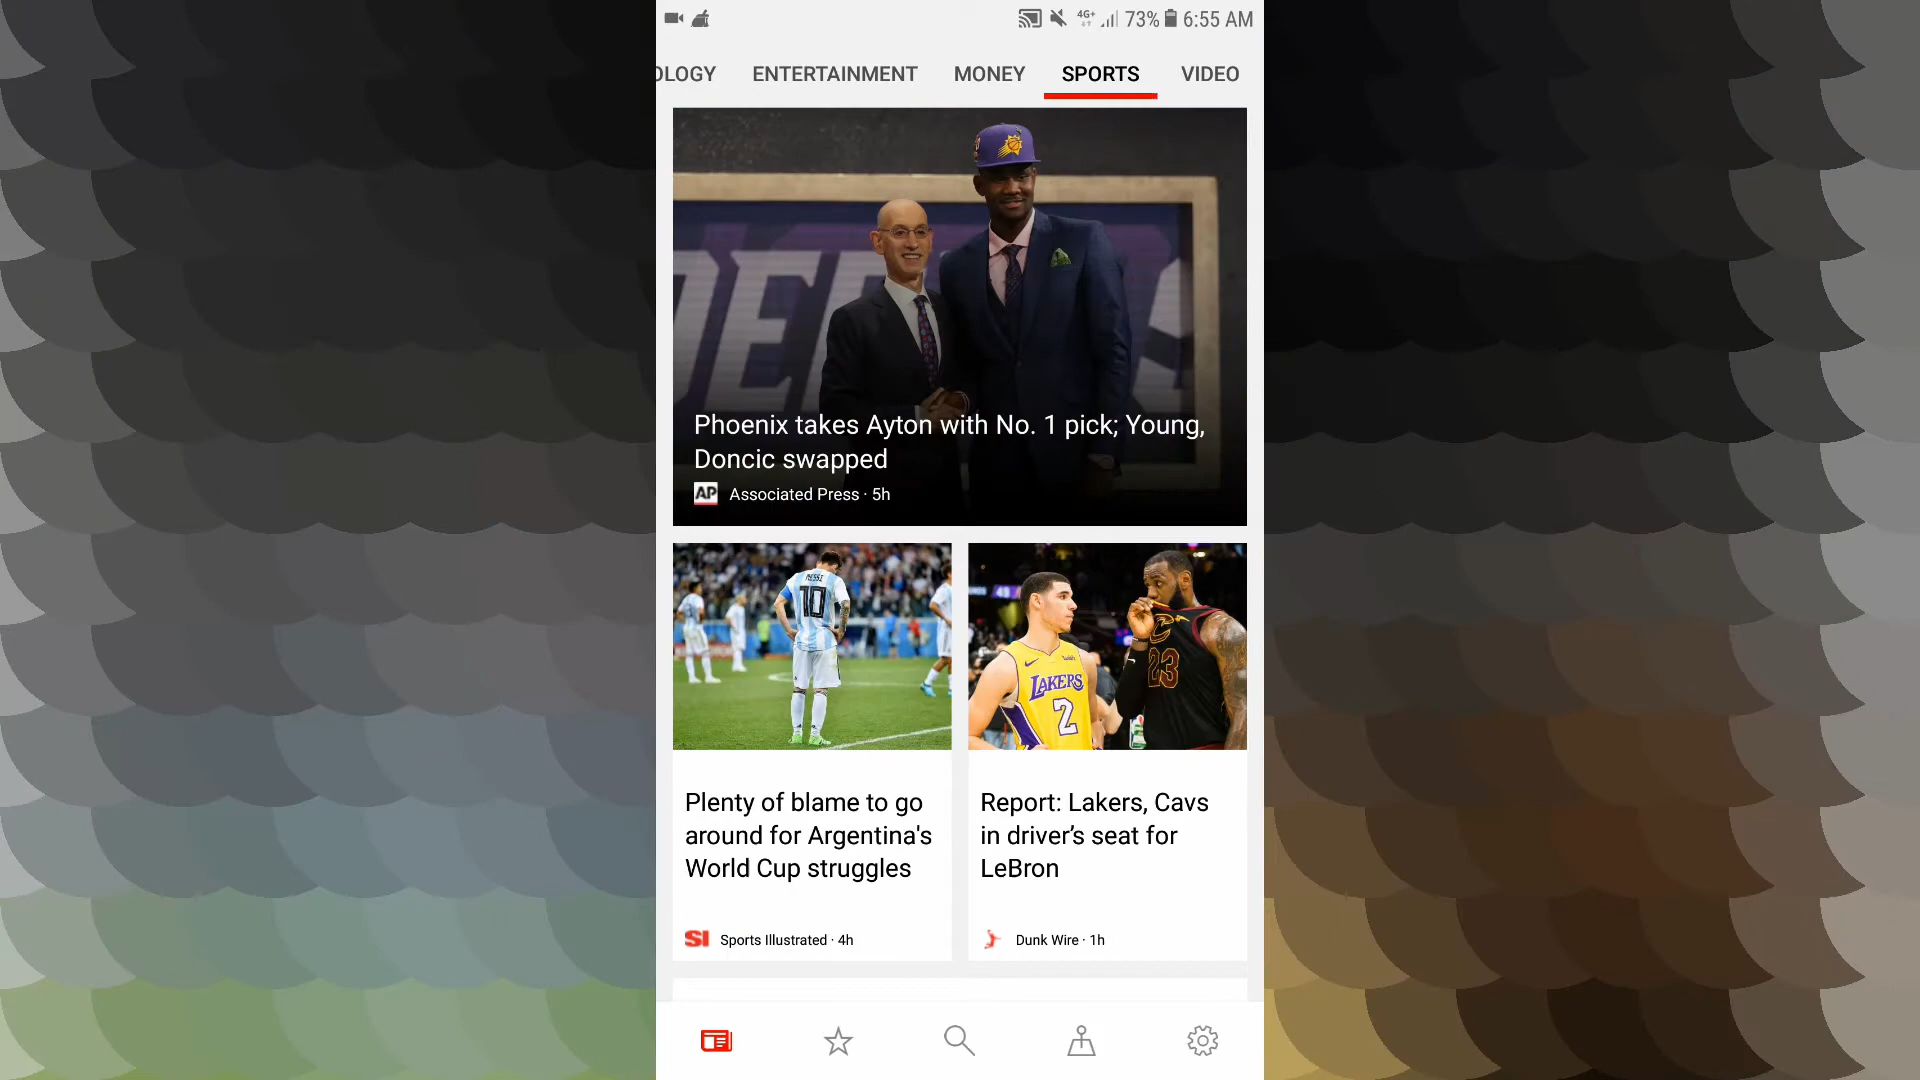 4G+ 73% 6:55 AM
OLOGY ENTERTAINMENT MONEY SPORTS VIDEO
Phoenix takes Ayton with No. 1 pick; Young,
Doncic swapped
AP Associated Press · 5h
MESSI
10
LAKERS
2
23
Plenty of blame to go
around for Argentina's
World Cup struggles
SI Sports Illustrated · 4h
Report: Lakers, Cavs
in driver’s seat for
LeBron
Dunk Wire · 1h